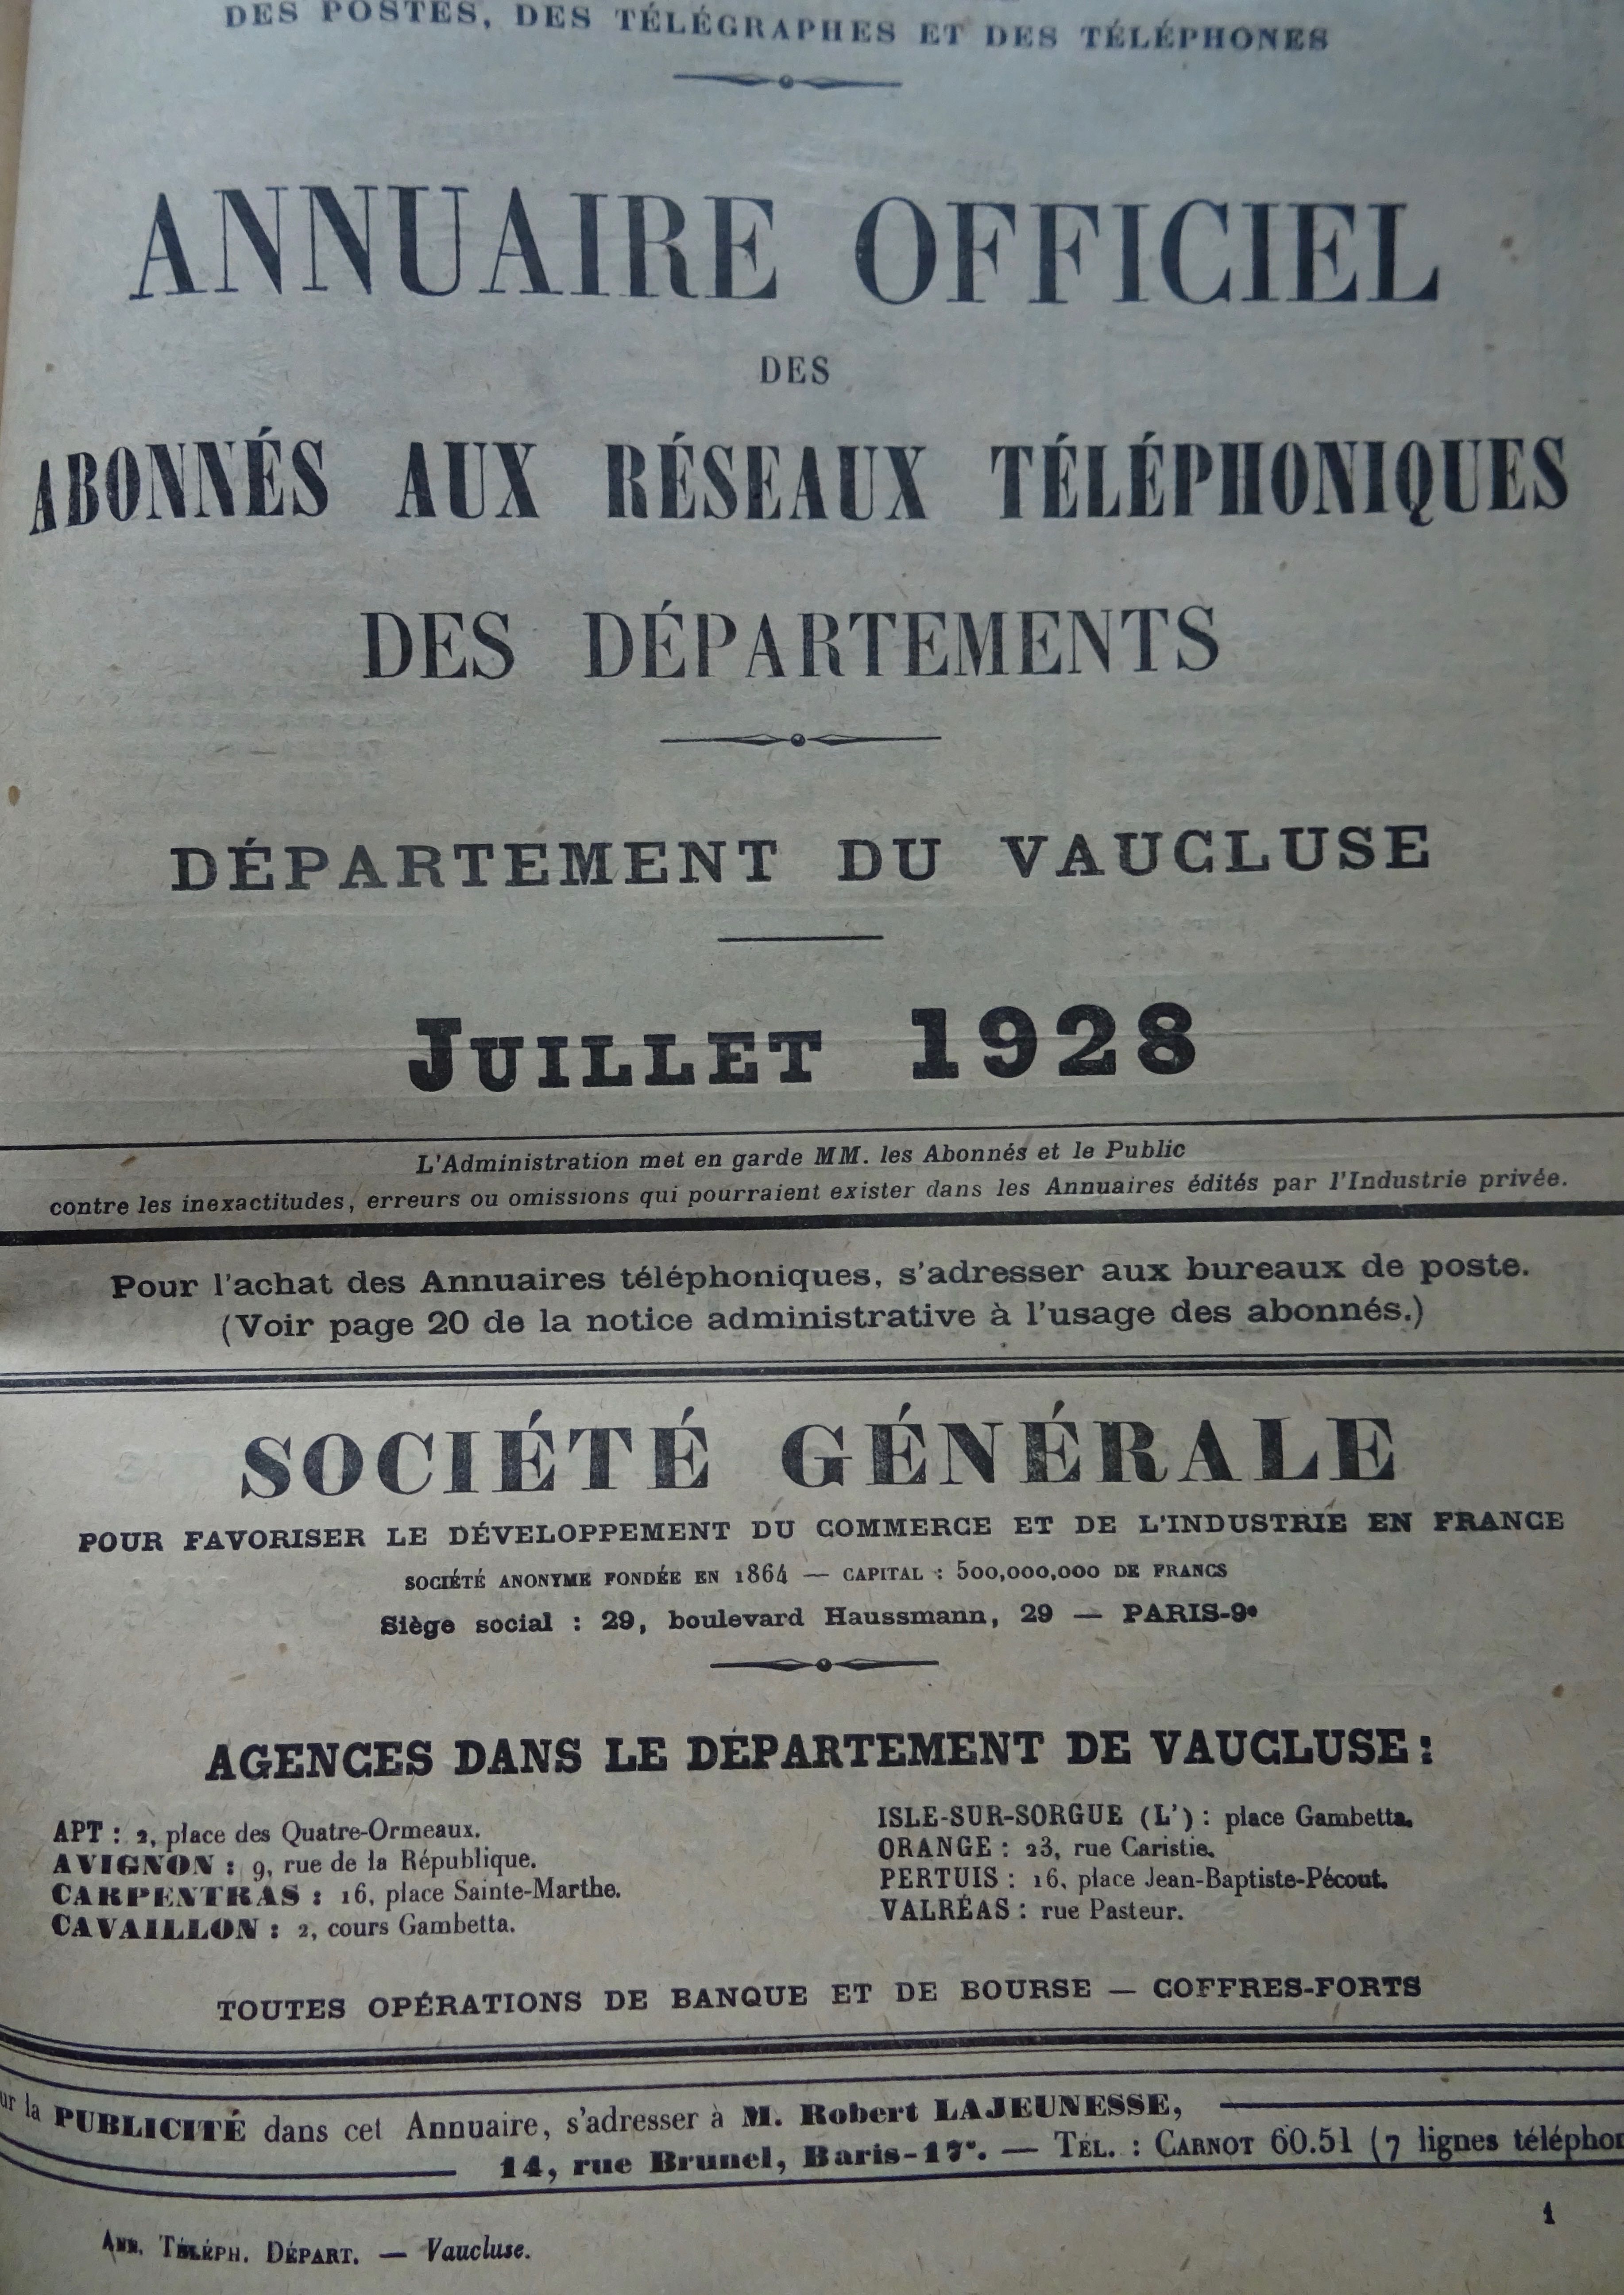 DES POSTES, DES TÉLÉGRAPHES ET DES TÉLÉPHONES
ANNUAIRE OFFICIEL
DES
ABONNÉS AUX RÉSEAUX TÉLÉPHONIQUES
DES DÉPARTEMENTS
DÉPARTEMENT DU VAUCLUSE
JUILLET 1928
L'Administration met en garde MM. les Abonnés et le Public
contre les inexactitudes, erreurs ou omissions qui pourraient exister dans les Annuaires édités par l'Industrie privée.
Pour l'achat des Annuaires téléphoniques, s'adresser aux bureaux de poste.
(Voir page 20 de la notice administrative à l'usage des abonnés.)
SOCIÉTÉ GÉNÉRALE
POUR FAVORISER LE DÉVELOPPEMENT DU COMMERCE ET DE L'INDUSTRIE EN FRANCE
SOCIÉTÉ ANONYME FONDÉE EN 1864 — CAPITAL : 500,000,000 DE FRANCS
Siège social : 29, boulevard Haussmann, 29 — PARIS-9e
AGENCES DANS LE DÉPARTEMENT DE VAUCLUSE :
APT : 2, place des Quatre-Ormeaux.
AVIGNON : 9, rue de la République.
CARPENTRAS : 16, place Sainte-Marthe.
CAVAILLON : 2, cours Gambetta.
ISLE-SUR-SORGUE (L') : place Gambetta.
ORANGE : 23, rue Caristie.
PERTUIS : 16, place Jean-Baptiste-Pécout.
VALRÉAS : rue Pasteur.
TOUTES OPÉRATIONS DE BANQUE ET DE BOURSE — COFFRES-FORTS
ur la PUBLICITÉ dans cet Annuaire, s'adresser à M. Robert LAJEUNESSE,
14, rue Brunel, Baris-17e. — TÉL. : CARNOT 60.51 (7 lignes téléphon
1
ANN. TÉLÉPH. DÉPART. — Vaucluse.